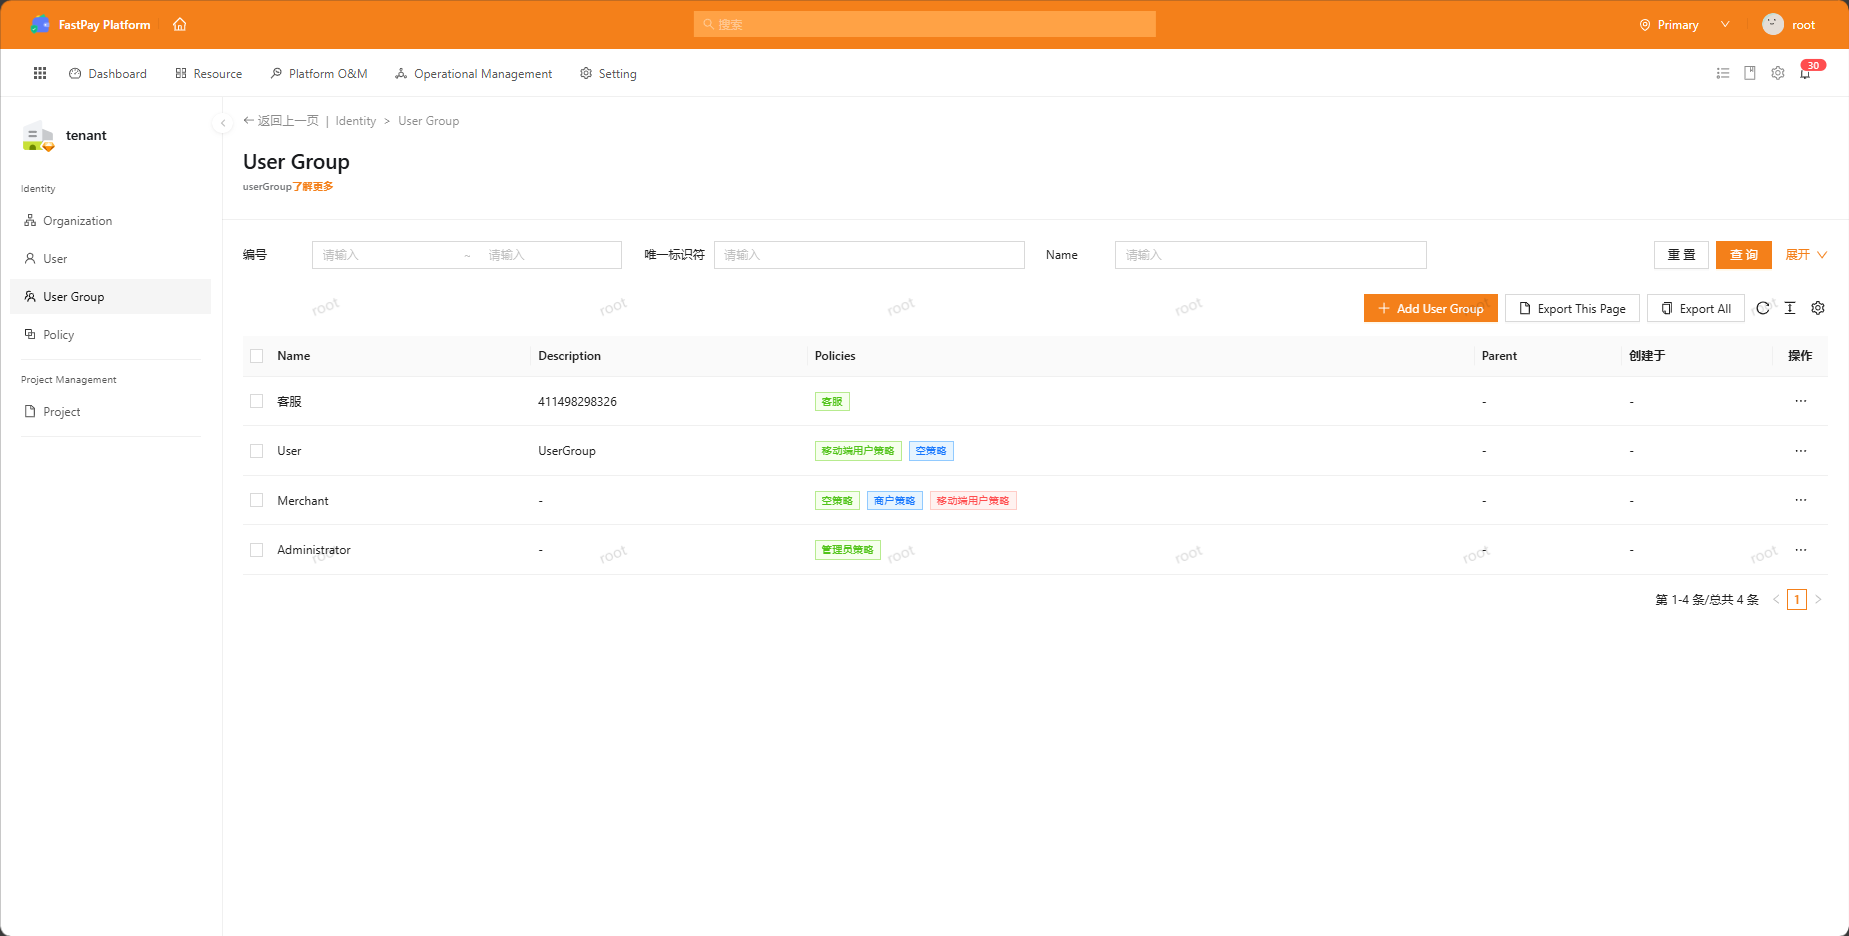 FastPay Platform
搜索
Primary
root
Dashboard
Resource
Platform O&M
Operational Management
Setting
30
tenant
Identity
Organization
User
User Group
Policy
Project Management
Project
返回上一页 | Identity > User Group
User Group
userGroup了解更多
编号 请输入 ~ 请输入 唯一标识符 请输入 Name 请输入 重 置 查 询 展开
Add User Group Export This Page Export All
root root root root root
Name Description Policies Parent 创建于 操作
客服 411498298326 客服 - - ···
User UserGroup 移动端用户策略 空策略 - - ···
Merchant - 空策略 商户策略 移动端用户策略 - - ···
Administrator - 管理员策略 - - ···
root root root root root root
第 1-4 条/总共 4 条 < 1 >